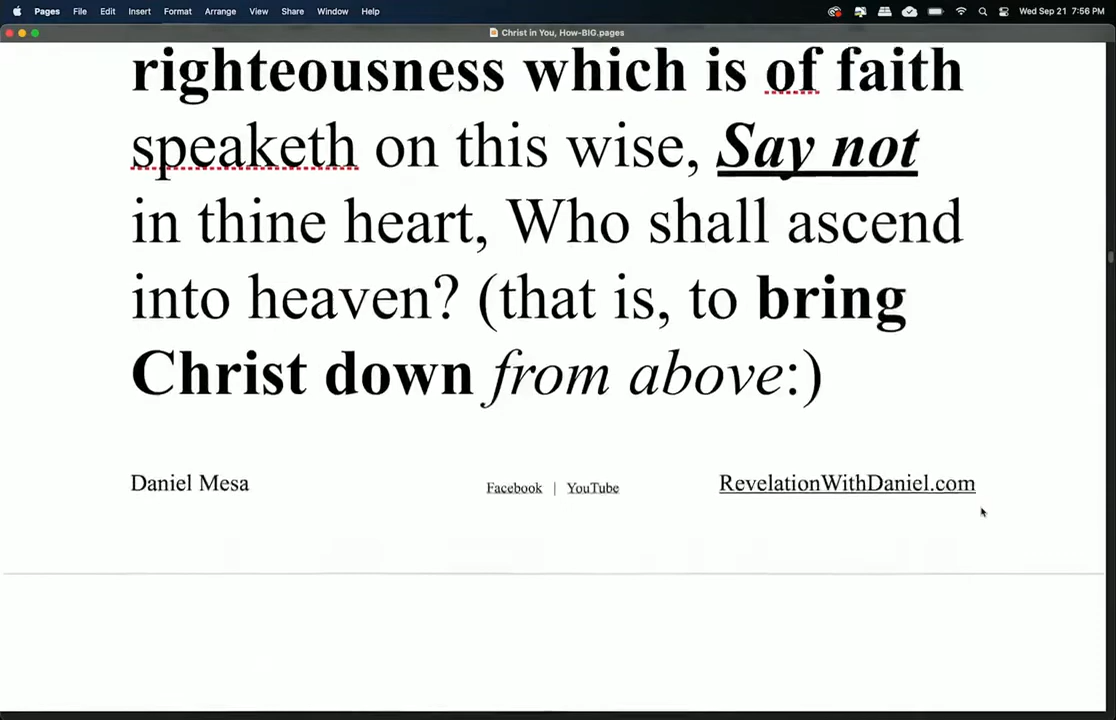 Pages File Edit Insert Format Arrange View Share Window Help Wed Sep 21 7:56 PM
Christ in You, How-BIG.pages
righteousness which is of faith
speaketh on this wise, Say not
in thine heart, Who shall ascend
into heaven? (that is, to bring
Christ down from above:)
Daniel Mesa Facebook | YouTube RevelationWithDaniel.com